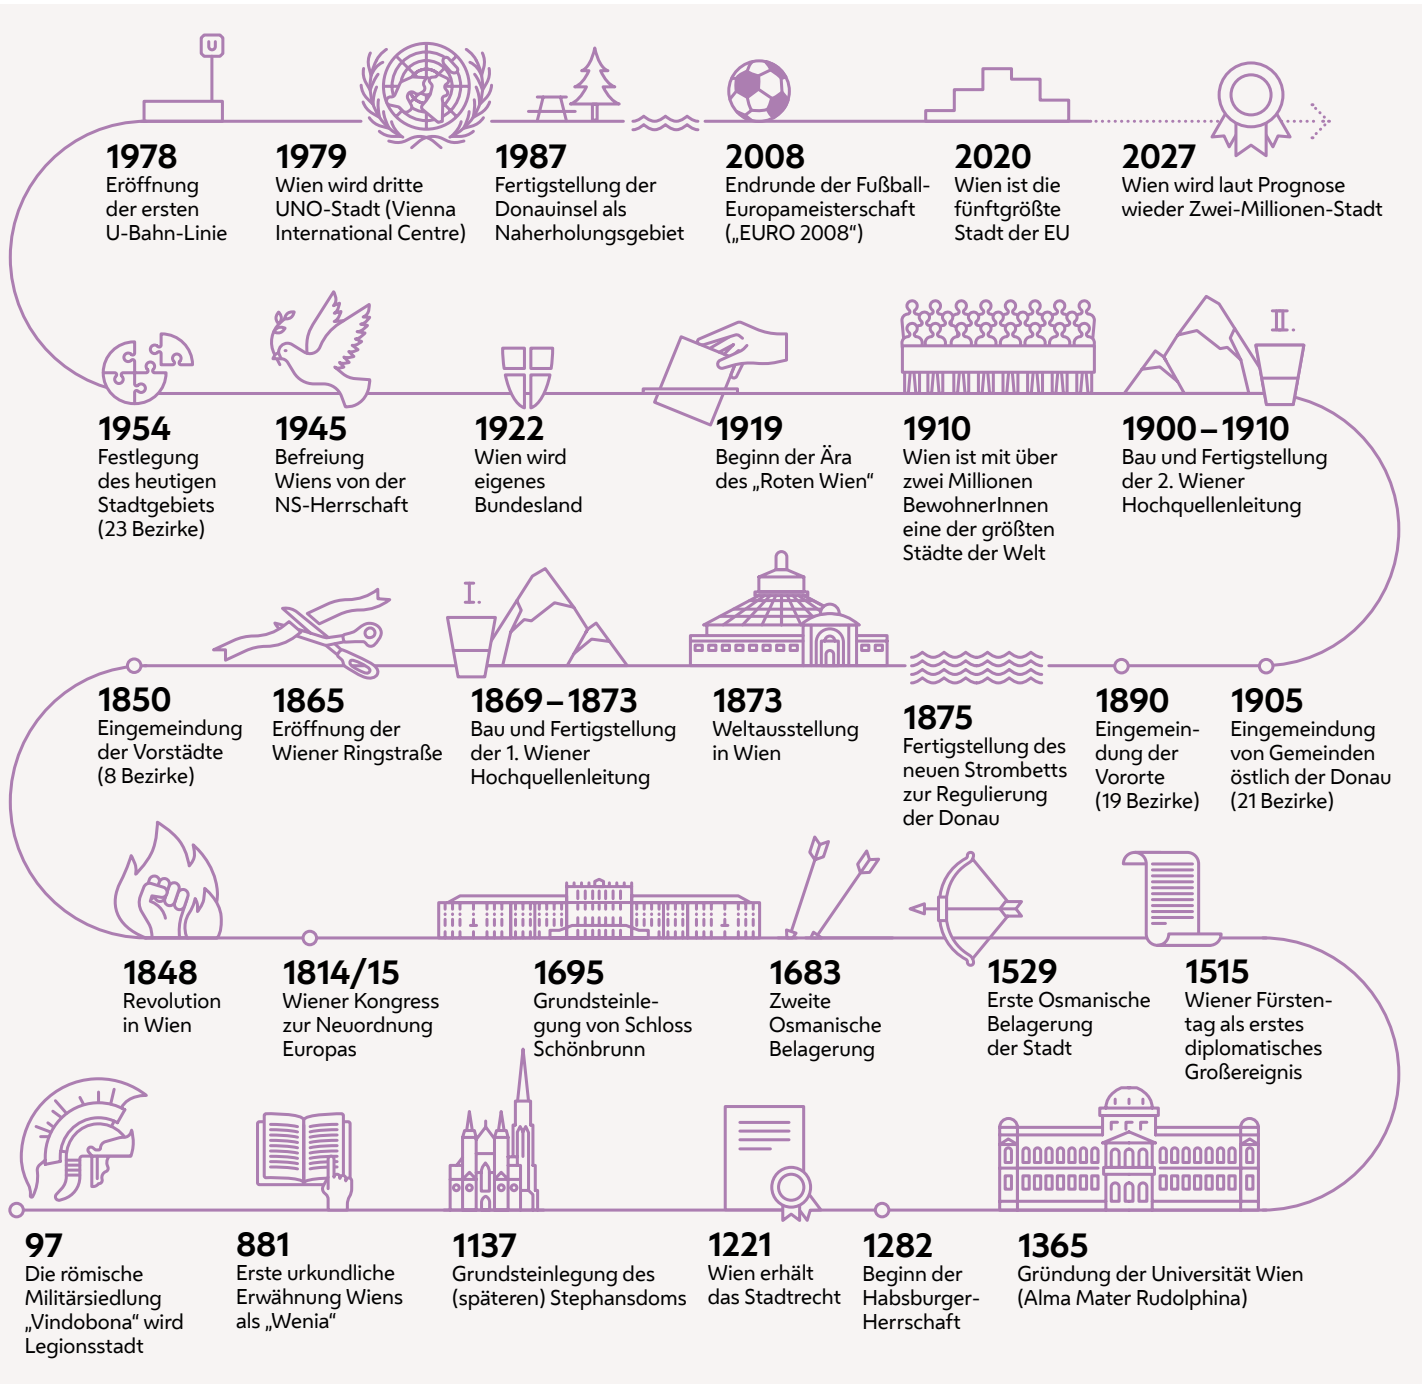 U
1978
Eröffnung
der ersten
U-Bahn-Linie
1979
Wien wird dritte
UNO-Stadt (Vienna
International Centre)
1987
Fertigstellung der
Donauinsel als
Naherholungsgebiet
2008
Endrunde der Fußball-
Europameisterschaft
(„EURO 2008“)
2020
Wien ist die
fünftgrößte
Stadt der EU
2027
Wien wird laut Prognose
wieder Zwei-Millionen-Stadt
1954
Festlegung
des heutigen
Stadtgebiets
(23 Bezirke)
1945
Befreiung
Wiens von der
NS-Herrschaft
1922
Wien wird
eigenes
Bundesland
1919
Beginn der Ära
des „Roten Wien“
1910
Wien ist mit über
zwei Millionen
BewohnerInnen
eine der größten
Städte der Welt
II.
1900–1910
Bau und Fertigstellung
der 2. Wiener
Hochquellenleitung
1850
Eingemeindung
der Vorstädte
(8 Bezirke)
1865
Eröffnung der
Wiener Ringstraße
I.
1869–1873
Bau und Fertigstellung
der 1. Wiener
Hochquellenleitung
1873
Weltausstellung
in Wien
1875
Fertigstellung des
neuen Strombetts
zur Regulierung
der Donau
1890
Eingemein-
dung der
Vororte
(19 Bezirke)
1905
Eingemeindung
von Gemeinden
östlich der Donau
(21 Bezirke)
1848
Revolution
in Wien
1814/15
Wiener Kongress
zur Neuordnung
Europas
1695
Grundsteinle-
gung von Schloss
Schönbrunn
1683
Zweite
Osmanische
Belagerung
1529
Erste Osmanische
Belagerung
der Stadt
1515
Wiener Fürsten-
tag als erstes
diplomatisches
Großereignis
97
Die römische
Militärsiedlung
„Vindobona“ wird
Legionsstadt
881
Erste urkundliche
Erwähnung Wiens
als „Wenia“
1137
Grundsteinlegung des
(späteren) Stephansdoms
1221
Wien erhält
das Stadtrecht
1282
Beginn der
Habsburger-
Herrschaft
1365
Gründung der Universität Wien
(Alma Mater Rudolphina)